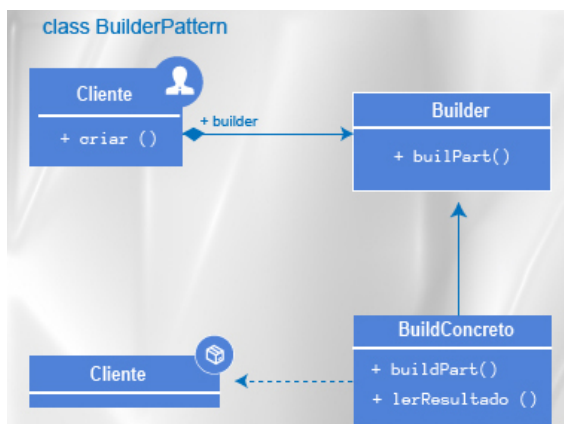 class BuilderPattern
Cliente
+ criar ()
+ builder
Builder
+ builPart()
BuildConcreto
+ buildPart()
+ lerResultado ()
Cliente